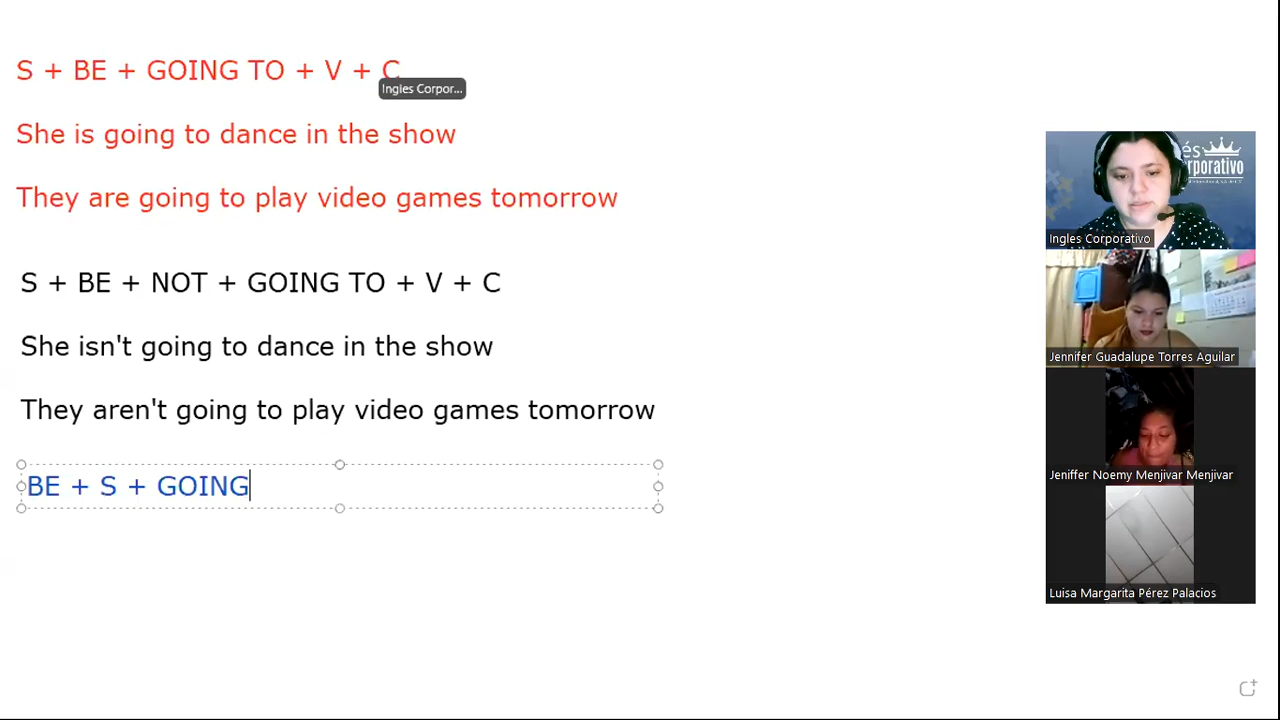 S + BE + GOING TO + V + C
Ingles Corpor...
She is going to dance in the show
They are going to play video games tomorrow
S + BE + NOT + GOING TO + V + C
She isn't going to dance in the show
They aren't going to play video games tomorrow
BE + S + GOING
és
rporativo
Ingles Corporativo
Jennifer Guadalupe Torres Aguilar
Jeniffer Noemy Menjivar Menjivar
Luisa Margarita Pérez Palacios